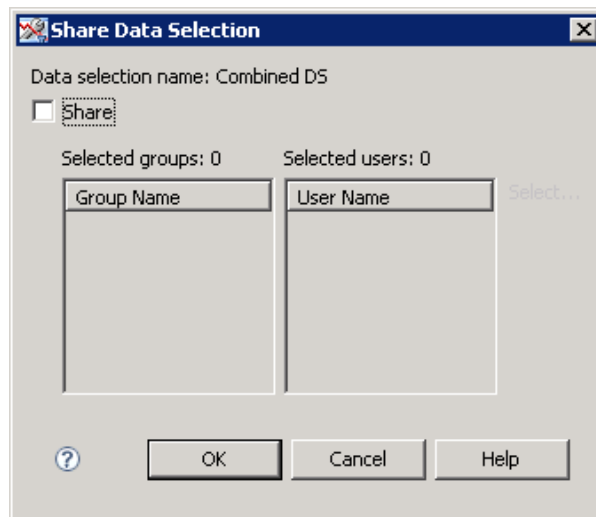 Share Data Selection
Data selection name: Combined DS
Share
Selected groups: 0 Selected users: 0
Group Name User Name Select...
OK Cancel Help